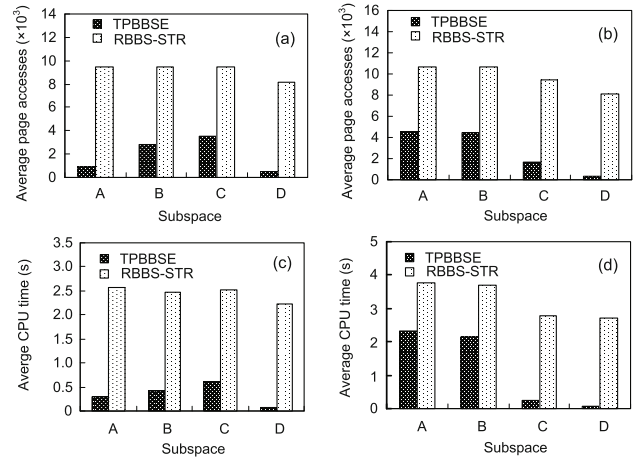 Average page accesses (×10³)
14
12
10
8
6
4
2
0
TPBBSE
RBBS-STR
(a)
A B C D
Subspace
Average page accesses (×10³)
16
14
12
10
8
6
4
2
0
TPBBSE
RBBS-STR
(b)
A B C D
Subspace
Averge CPU time (s)
3.5
3.0
2.5
2.0
1.5
1.0
0.5
0
TPBBSE
RBBS-STR
(c)
A B C D
Subspace
Average CPU time (s)
5
4
3
2
1
0
TPBBSE
RBBS-STR
(d)
A B C D
Subspace